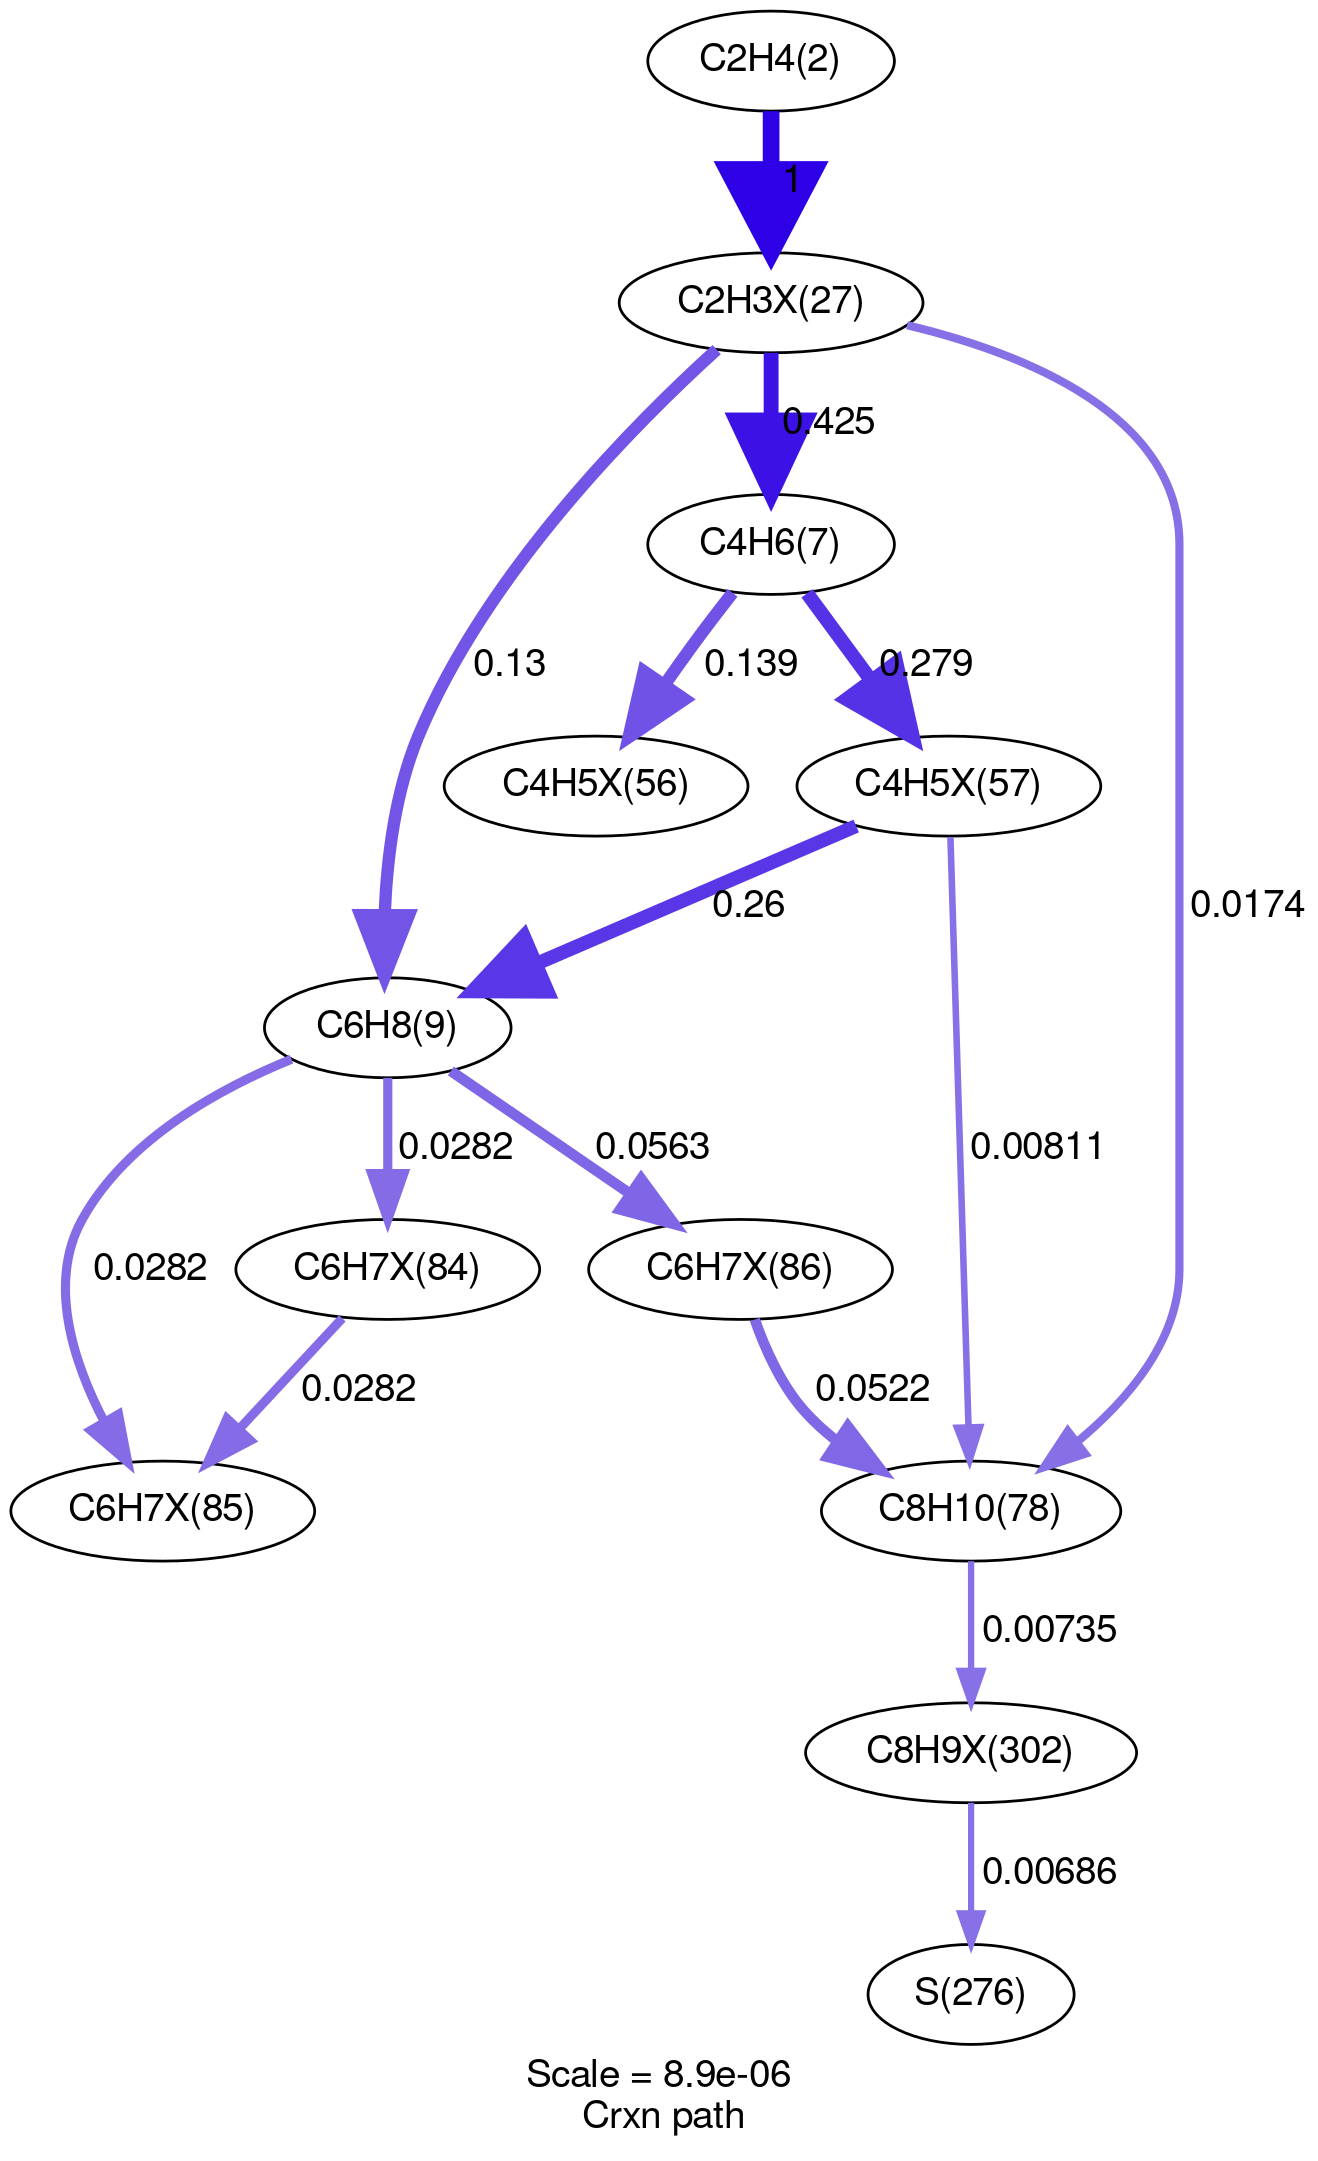 C2H4(2)
1
C2H3X(27)
0.425
C4H6(7)
0.13
0.139
0.279
C4H5X(56)
C4H5X(57)
0.26
0.0174
C6H8(9)
0.0282
0.0563
0.00811
0.0282
C6H7X(84)
C6H7X(86)
0.0282
0.0522
C6H7X(85)
C8H10(78)
0.00735
C8H9X(302)
0.00686
S(276)
Scale = 8.9e-06
Crxn path